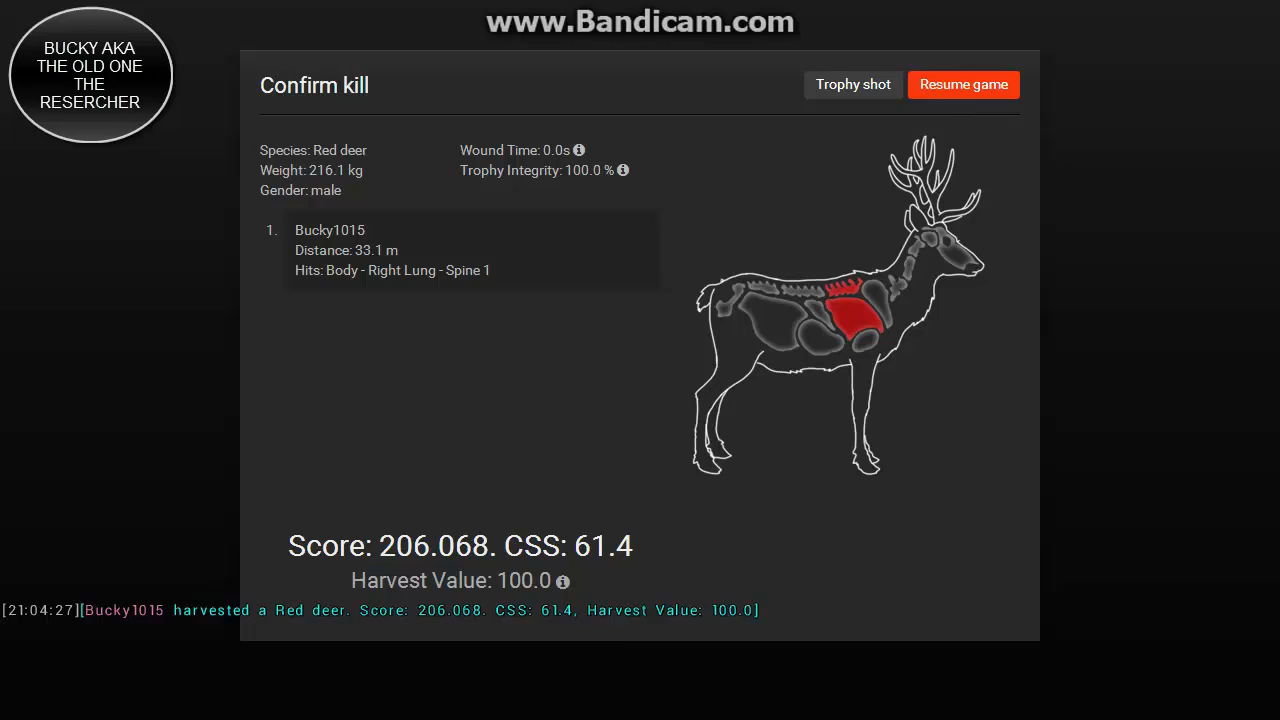 www.Bandicam.com
BUCKY AKA
THE OLD ONE
THE
RESERCHER
Confirm kill
Trophy shot
Resume game
Species: Red deer
Weight: 216.1 kg
Gender: male
Wound Time: 0.0s
Trophy Integrity: 100.0 %
1. Bucky1015
Distance: 33.1 m
Hits: Body - Right Lung - Spine 1
Score: 206.068. CSS: 61.4
Harvest Value: 100.0
[21:04:27][Bucky1015 harvested a Red deer. Score: 206.068. CSS: 61.4, Harvest Value: 100.0]